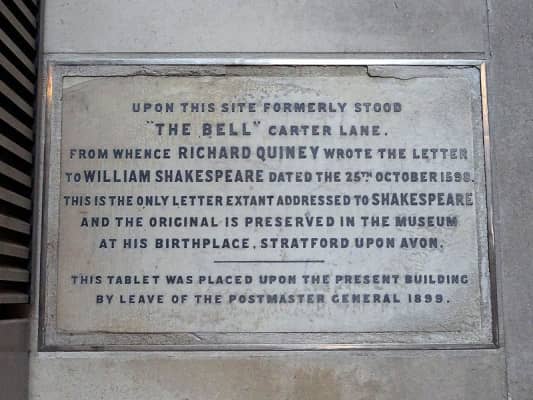 UPON THIS SITE FORMERLY STOOD
"THE BELL" CARTER LANE.
FROM WHENCE RICHARD QUINEY WROTE THE LETTER
TO WILLIAM SHAKESPEARE DATED THE 25TH OCTOBER 1598.
THIS IS THE ONLY LETTER EXTANT ADDRESSED TO SHAKESPEARE
AND THE ORIGINAL IS PRESERVED IN THE MUSEUM
AT HIS BIRTHPLACE, STRATFORD UPON AVON.
THIS TABLET WAS PLACED UPON THE PRESENT BUILDING
BY LEAVE OF THE POSTMASTER GENERAL 1899.